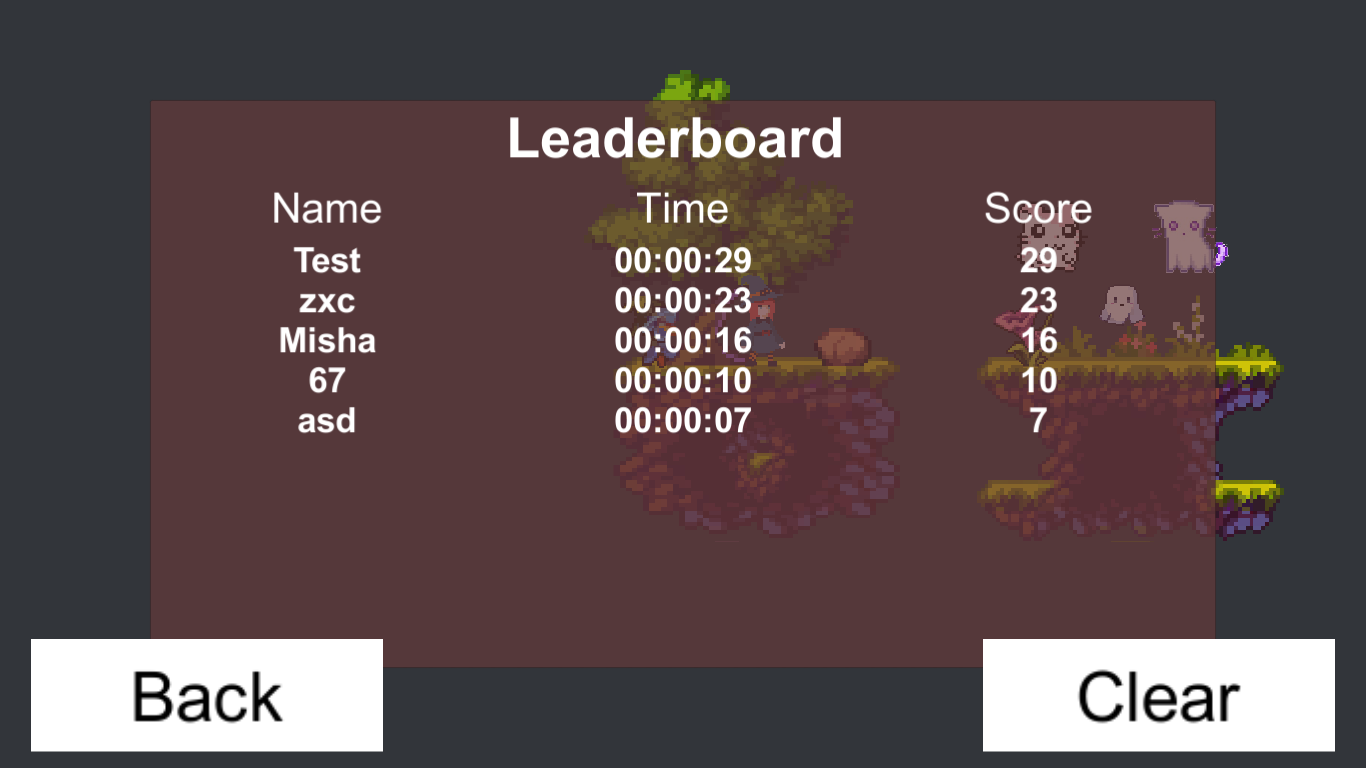 Leaderboard
Name Time Score
Test 00:00:29 29
zxc 00:00:23 23
Misha 00:00:16 16
67 00:00:10 10
asd 00:00:07 7
Back Clear